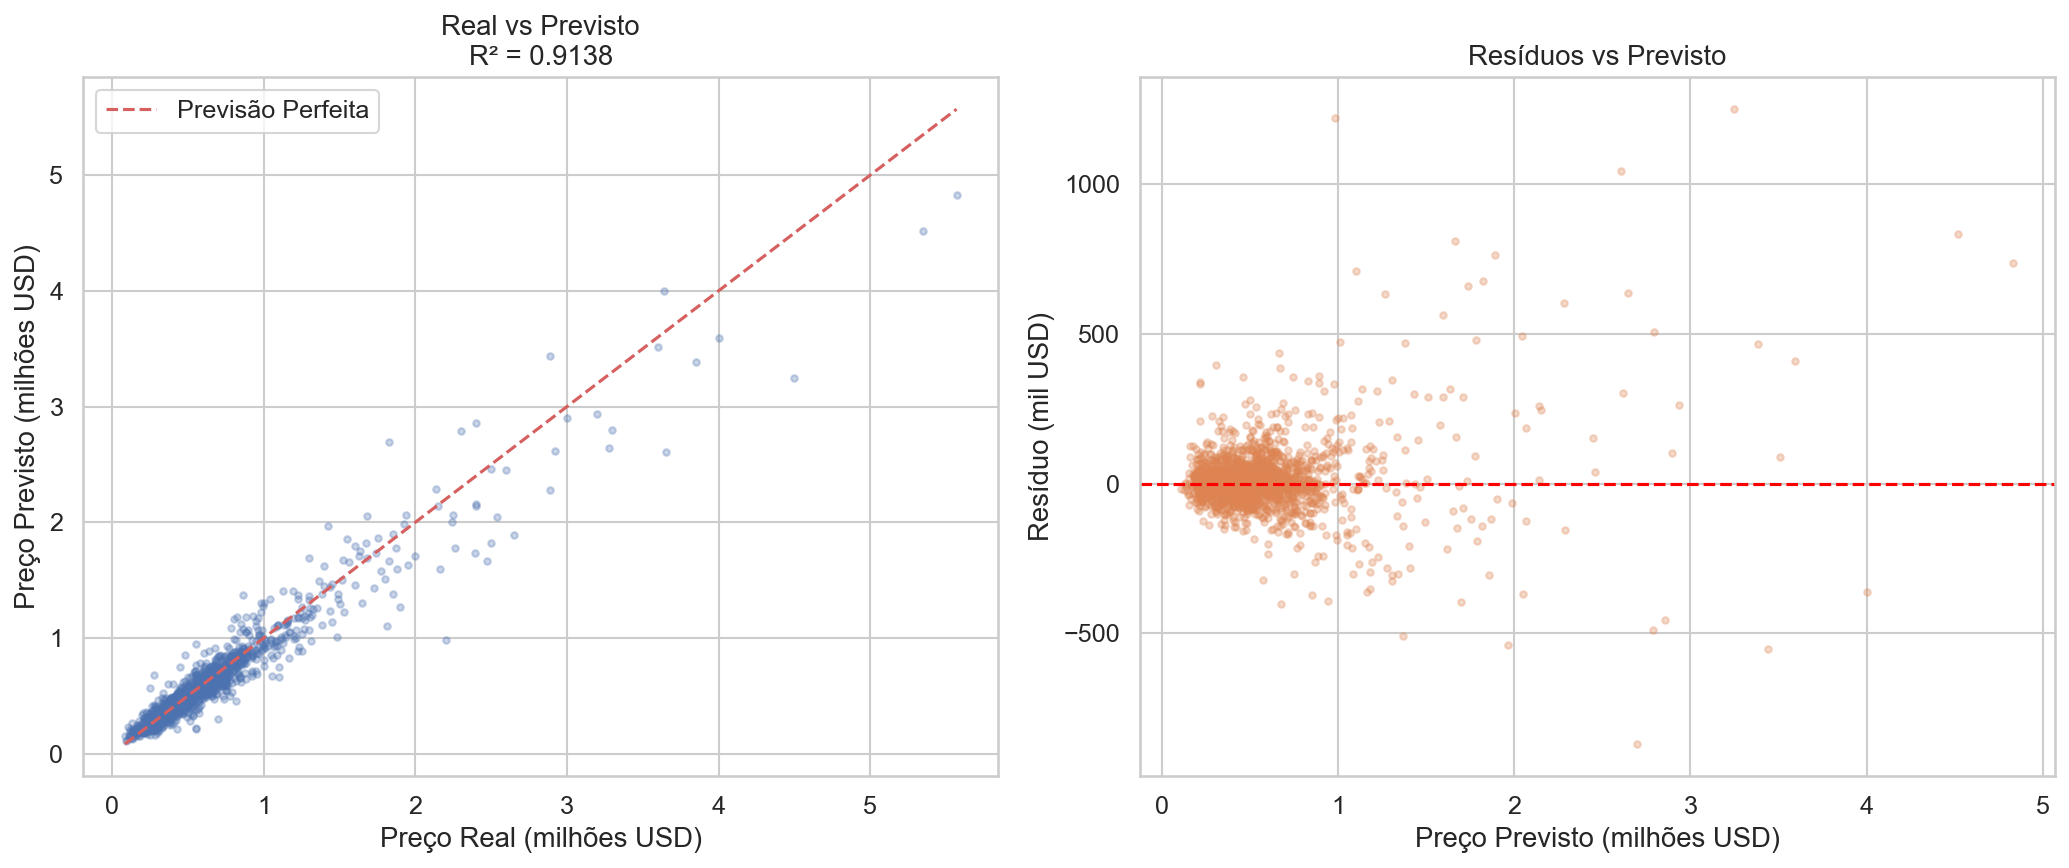 Real vs Previsto
R² = 0.9138
Previsão Perfeita
5
4
3
2
1
0
0 1 2 3 4 5
Preço Real (milhões USD)
Preço Previsto (milhões USD)
Resíduos vs Previsto
1000
500
0
−500
0 1 2 3 4 5
Preço Previsto (milhões USD)
Resíduo (mil USD)